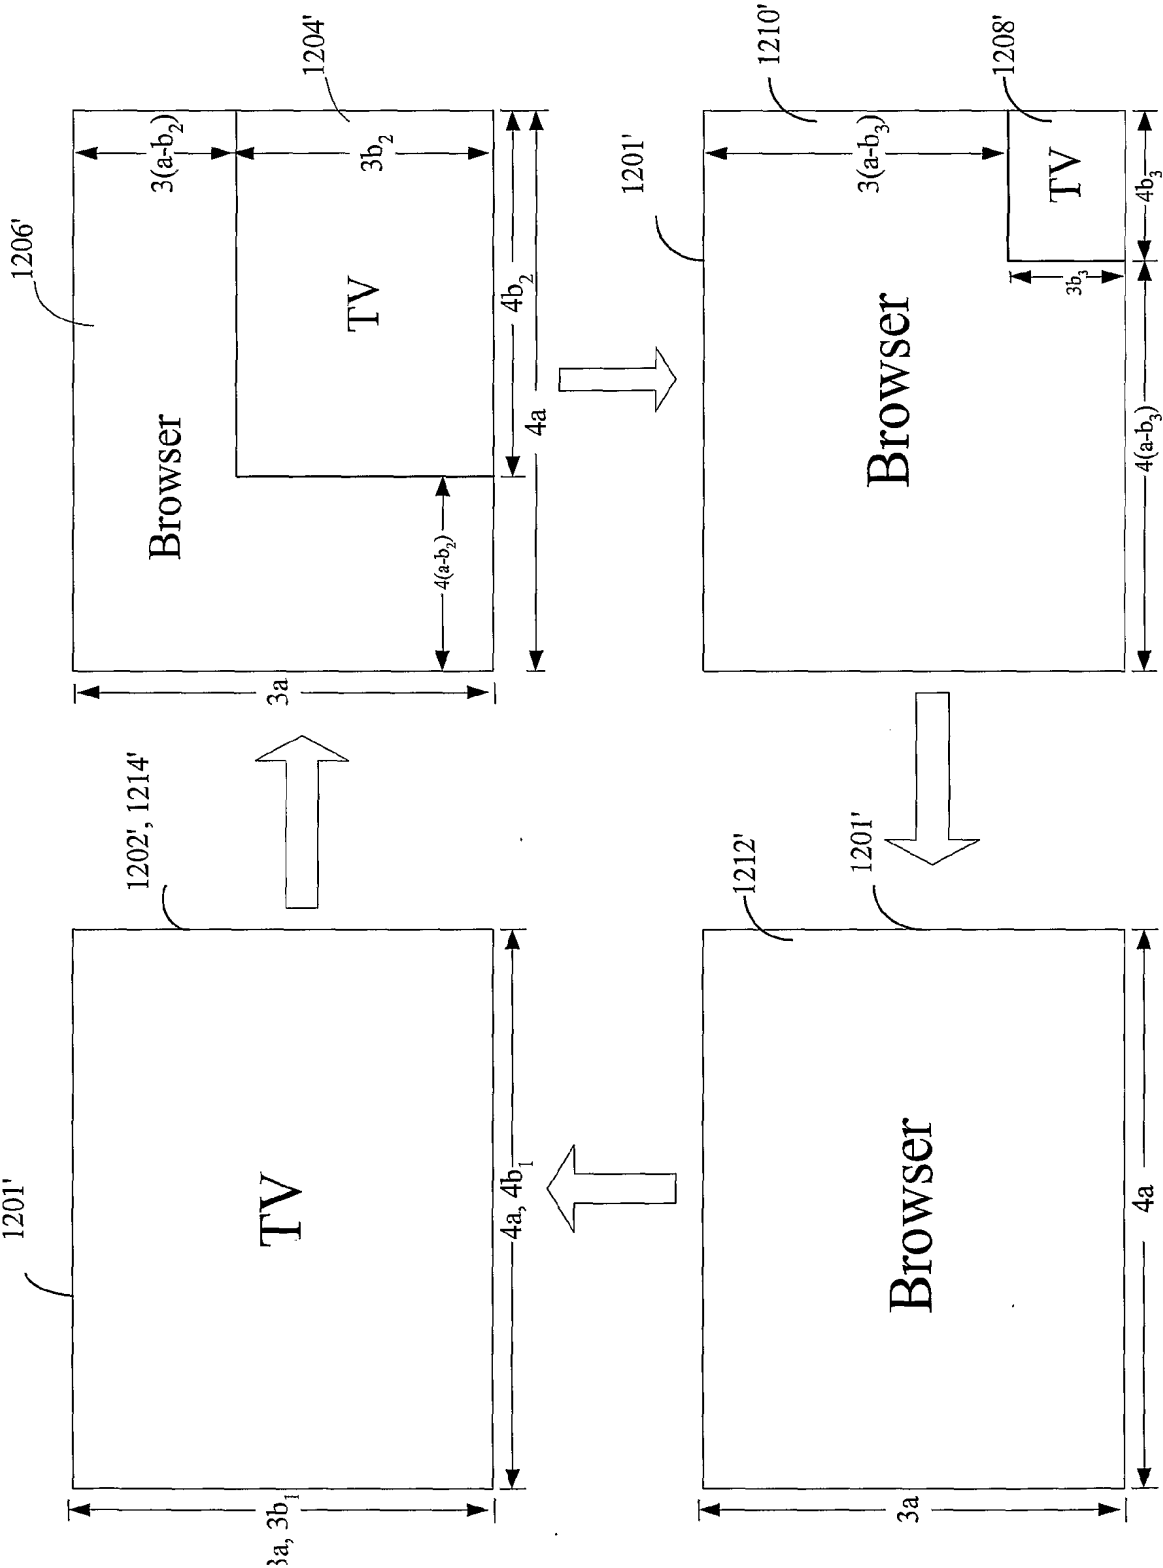 1201'
1202', 1214'
TV
3a, 3b₁
4a, 4b₁
1206'
1204'
Browser
3(a-b₂)
TV
3b₂
3a
4(a-b₂)
4b₂
4a
1201'
1210'
1208'
3(a-b₃)
Browser
TV
3b₃
4(a-b₃)
4b₃
1212'
1201'
Browser
3a
4a